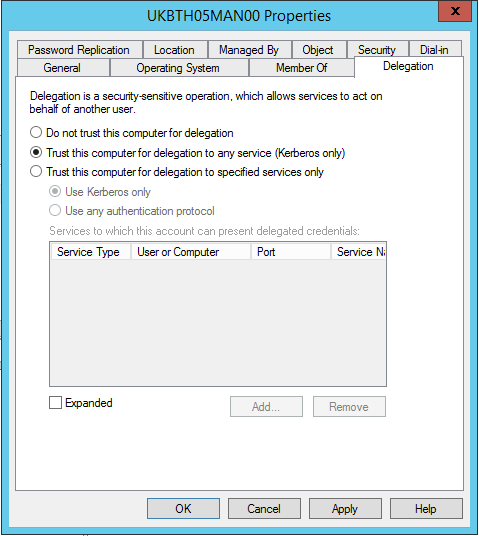 UKBTH05MAN00 Properties
x
Password Replication Location Managed By Object Security Dial-in
General Operating System Member Of Delegation
Delegation is a security-sensitive operation, which allows services to act on
behalf of another user.
Do not trust this computer for delegation
Trust this computer for delegation to any service (Kerberos only)
Trust this computer for delegation to specified services only
Use Kerberos only
Use any authentication protocol
Services to which this account can present delegated credentials:
Service Type User or Computer Port Service Na
Expanded Add... Remove
OK Cancel Apply Help